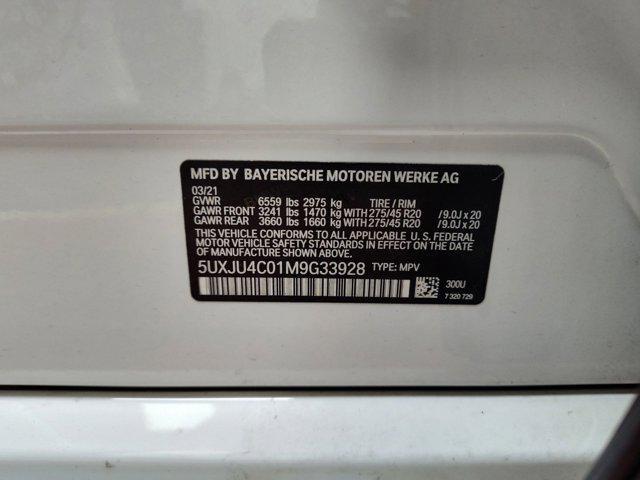 MFD BY BAYERISCHE MOTOREN WERKE AG
03/21
GVWR 6559 lbs 2975 kg TIRE / RIM
GAWR FRONT 3241 lbs 1470 kg WITH 275/45 R20 / 9.0J x 20
GAWR REAR 3660 lbs 1660 kg WITH 275/45 R20 / 9.0J x 20
THIS VEHICLE CONFORMS TO ALL APPLICABLE U. S. FEDERAL
MOTOR VEHICLE SAFETY STANDARDS IN EFFECT ON THE DATE
OF MANUFACTURE SHOWN ABOVE.
5UXJU4C01M9G33928 TYPE: MPV
300U
7 320 729